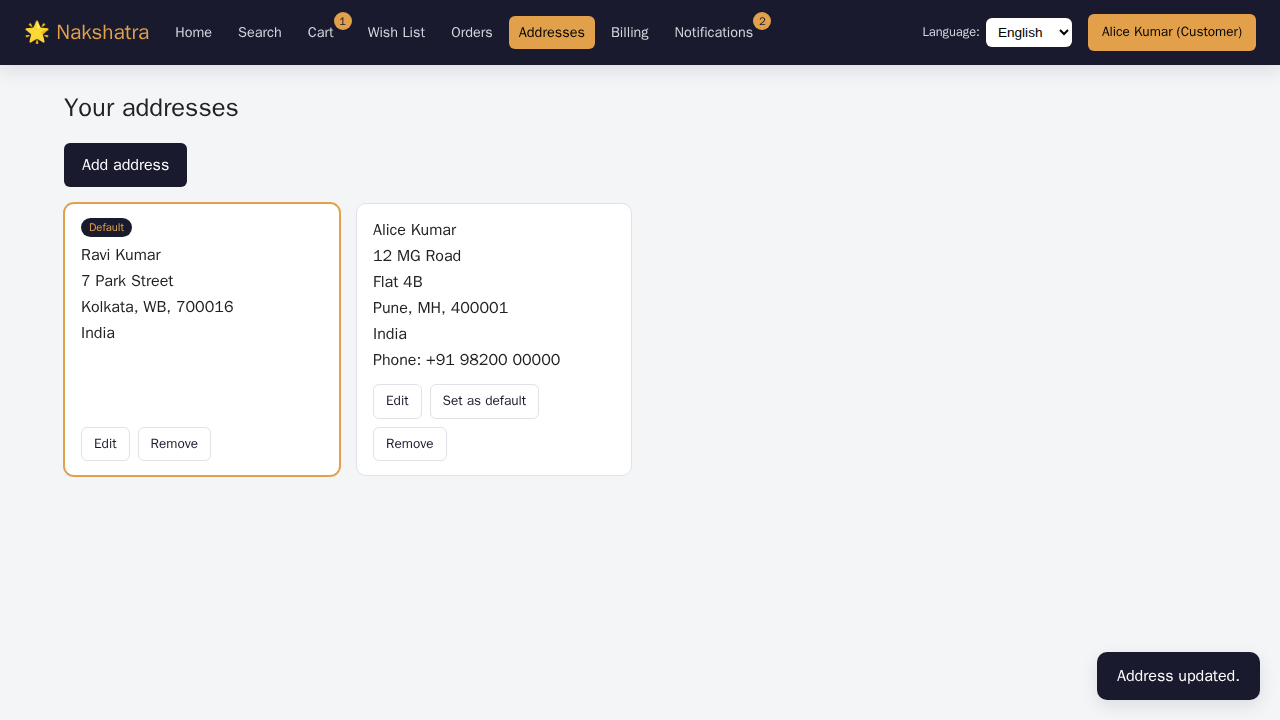 🌟 Nakshatra
Home
Search
Cart 1
Wish List
Orders
Addresses
Billing
Notifications 2
Language:
English
Alice Kumar (Customer)
Your addresses
Add address
Default
Ravi Kumar
7 Park Street
Kolkata, WB, 700016
India
Edit
Remove
Alice Kumar
12 MG Road
Flat 4B
Pune, MH, 400001
India
Phone: +91 98200 00000
Edit
Set as default
Remove
Address updated.